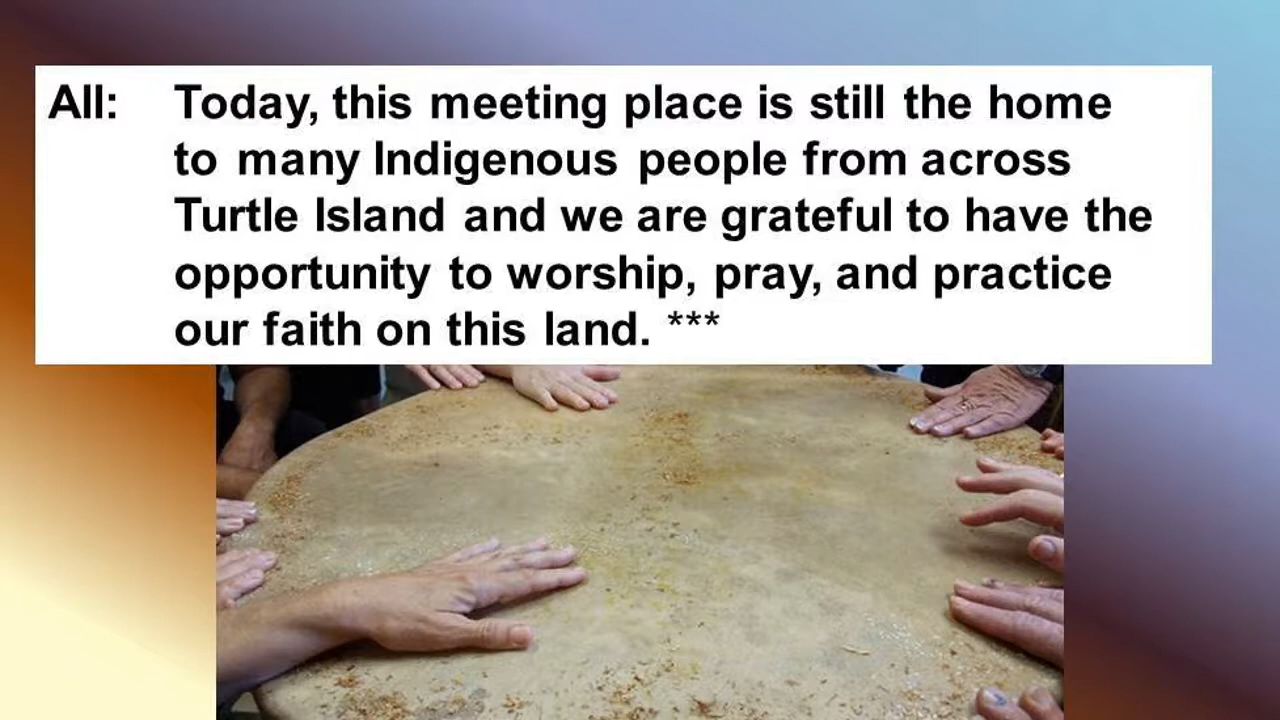 All: Today, this meeting place is still the home
to many Indigenous people from across
Turtle Island and we are grateful to have the
opportunity to worship, pray, and practice
our faith on this land. ***